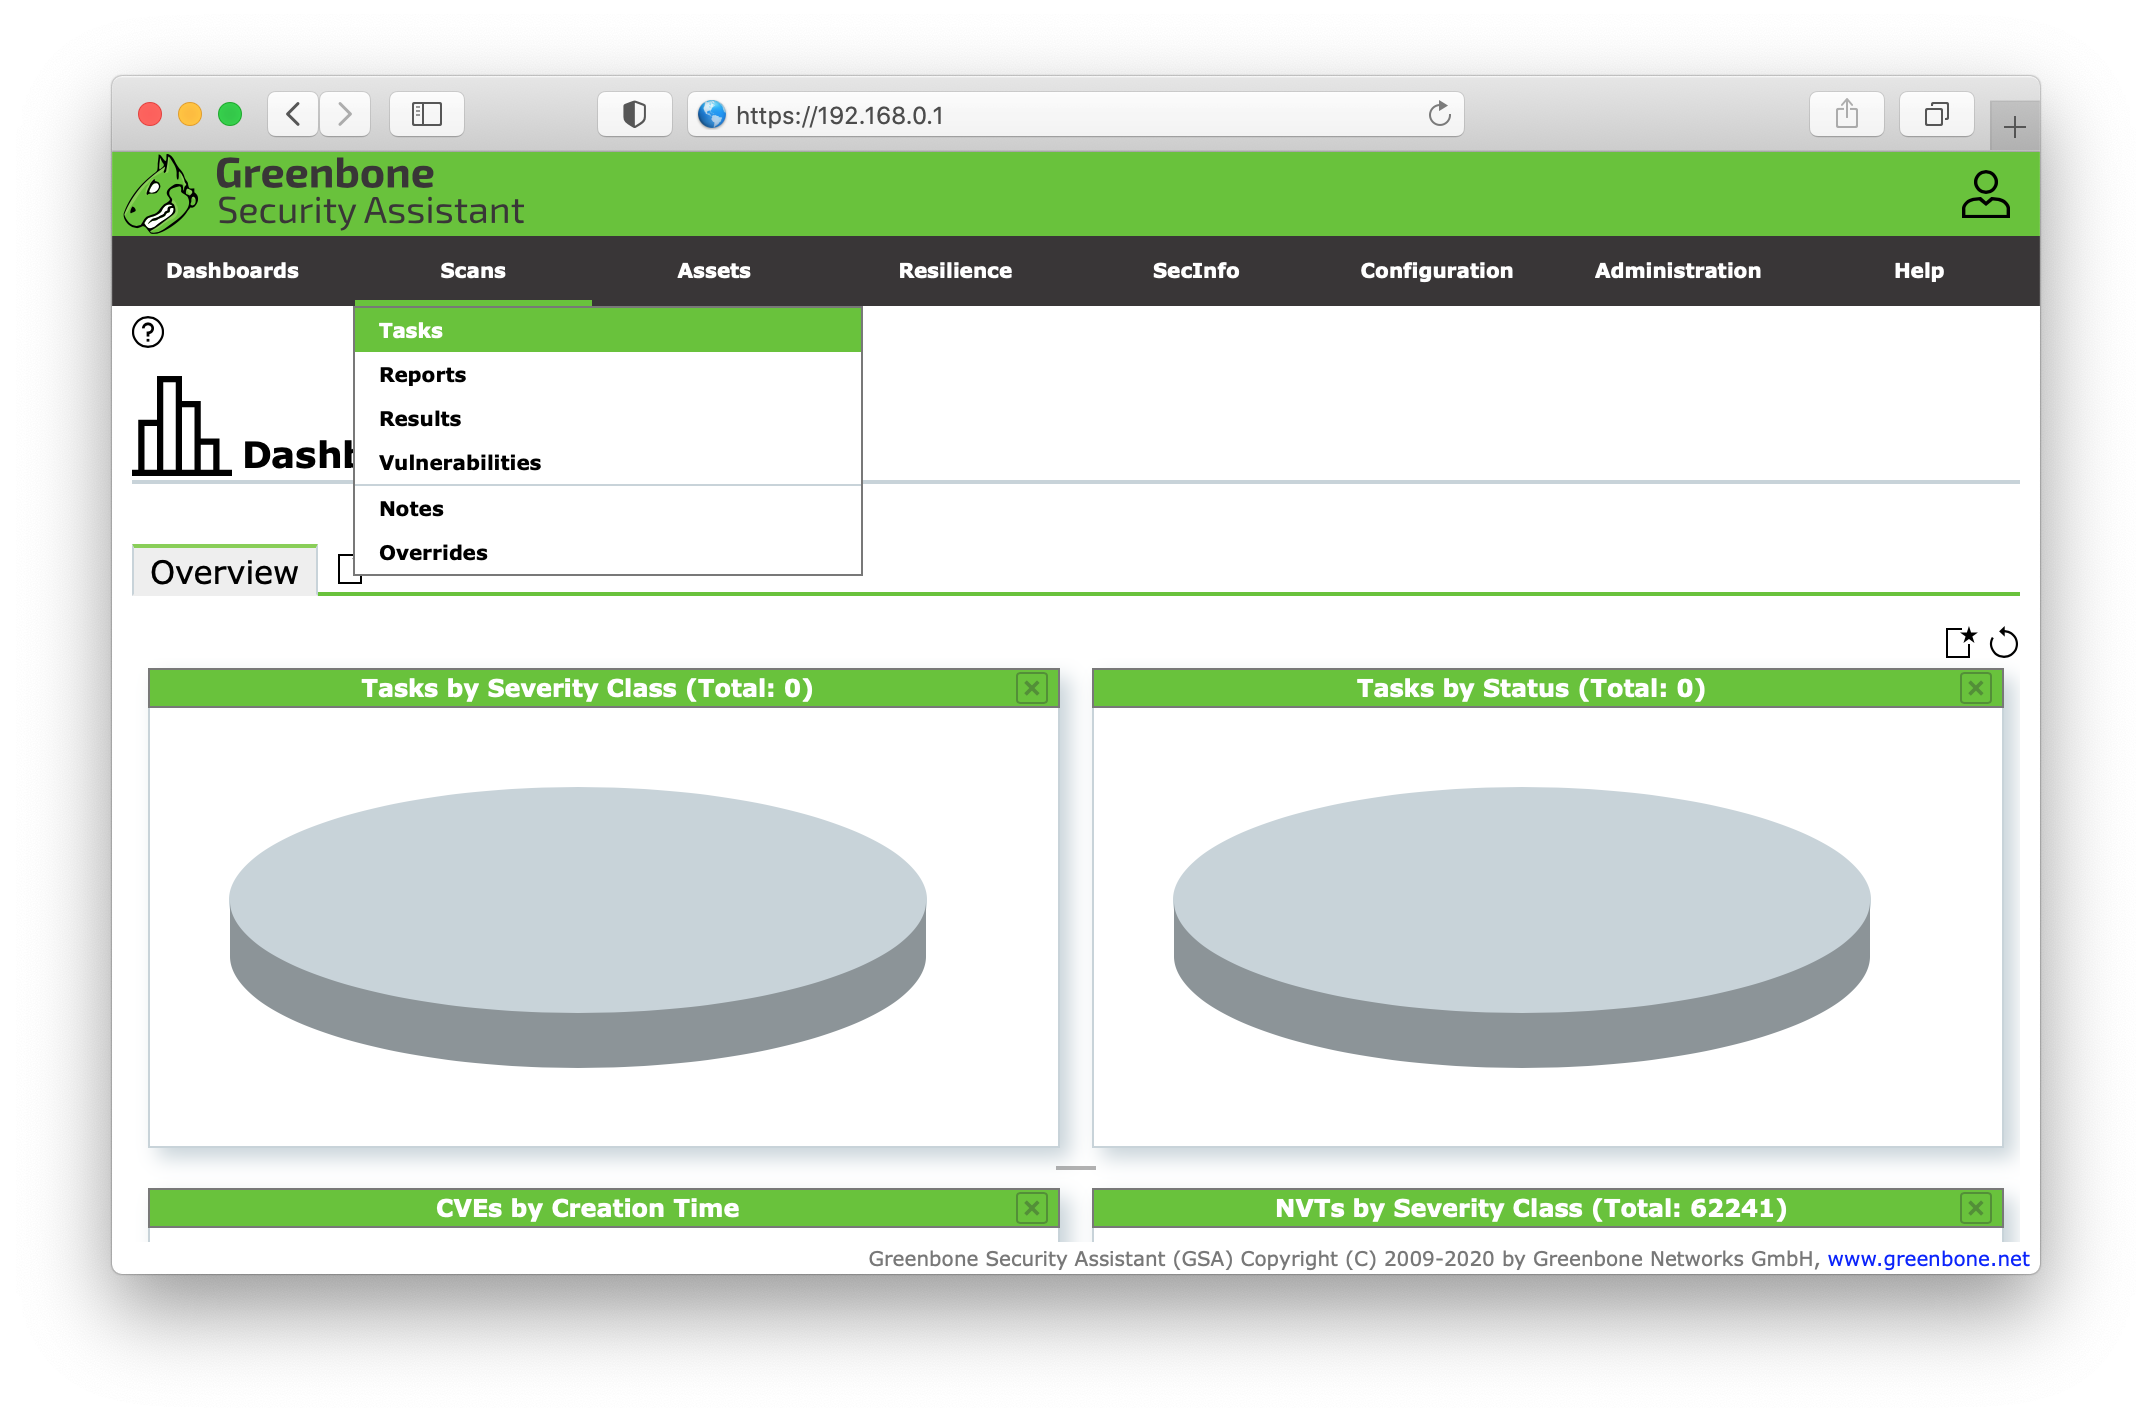 https://192.168.0.1
Greenbone
Security Assistant
Dashboards Scans Assets Resilience SecInfo Configuration Administration Help
Tasks
Reports
Results
Vulnerabilities
Notes
Overrides
?
Dashb
Overview
Tasks by Severity Class (Total: 0)
Tasks by Status (Total: 0)
CVEs by Creation Time
NVTs by Severity Class (Total: 62241)
Greenbone Security Assistant (GSA) Copyright (C) 2009-2020 by Greenbone Networks GmbH, www.greenbone.net